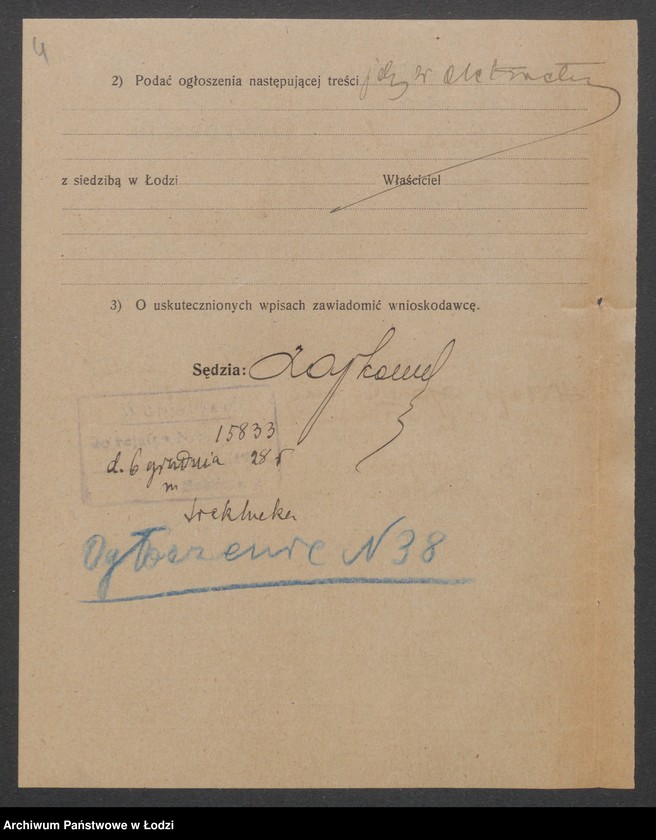 4
2) Podać ogłoszenia następującej treści
z siedzibą w Łodzi Właściciel
3) O uskutecznionych wpisach zawiadomić wnioskodawcę.
Sędzia:
15833
d. 6 grudnia 28 r
Ogłoszenie N 38
Archiwum Państwowe w Łodzi